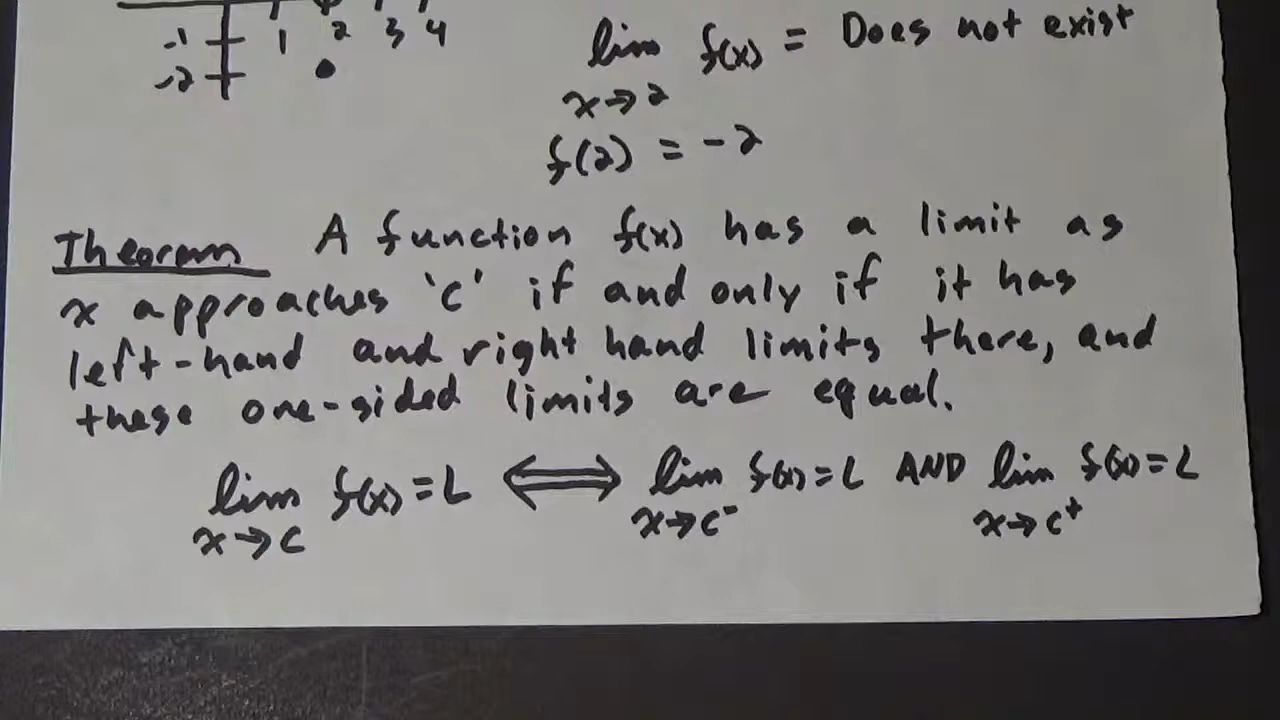 -1 1 2 3 4
-2
lim f(x) = Does not exist
x→2
f(2) = -2
Theoram A function f(x) has a limit as
x approaches 'c' if and only if it has
left-hand and right hand limits there, and
these one-sided limits are equal.
lim f(x) = L ⟺ lim f(x) = L AND lim f(x) = L
x→c x→c⁻ x→c⁺